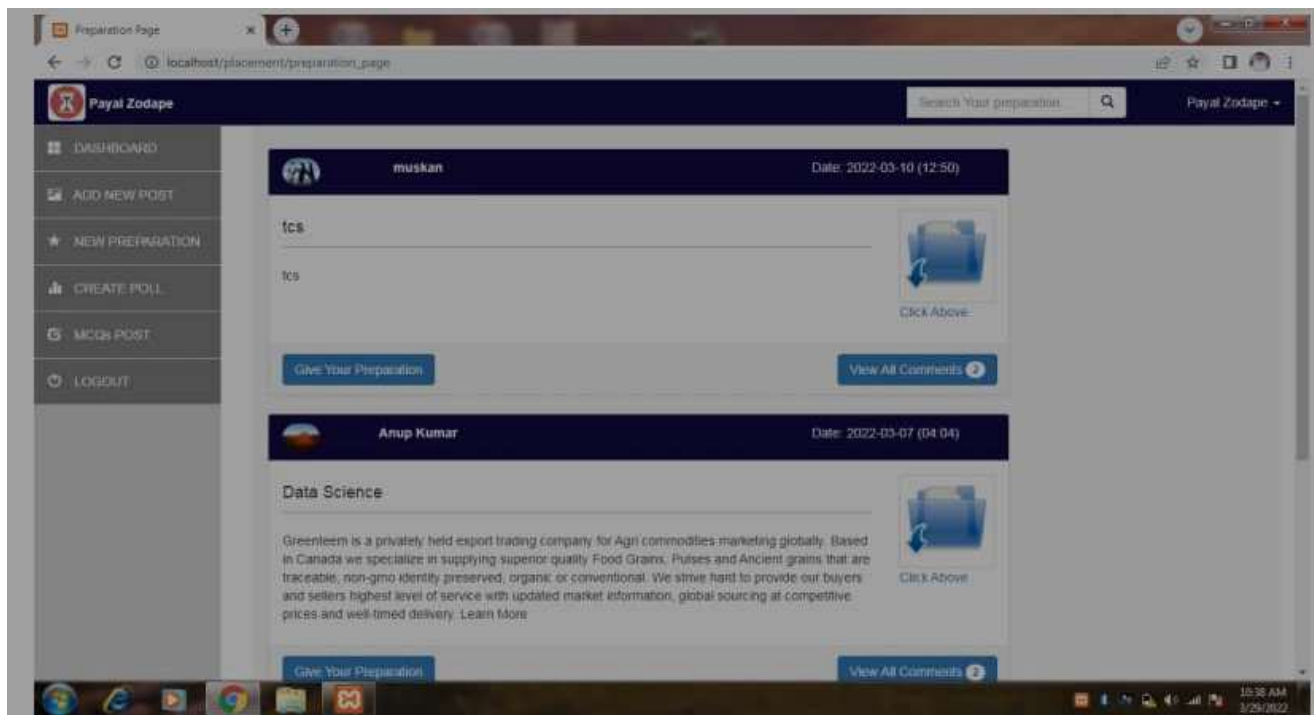 Preparation Page
localhost/placement/preparation_page
Payal Zodape
Search Your preparation
Payal Zodape
DASHBOARD
ADD NEW POST
NEW PREPARATION
CREATE POLL
MCQs POST
LOGOUT
muskan
Date: 2022-03-10 (12:50)
tcs
tcs
Click Above
Give Your Preparation
View All Comments 2
Anup Kumar
Date: 2022-03-07 (04:04)
Data Science
Greenteem is a privately held export trading company for Agri commodities marketing globally. Based
in Canada we specialize in supplying superior quality Food Grains, Pulses and Ancient grains that are
traceable, non-gmo identity preserved, organic or conventional. We strive hard to provide our buyers
and sellers highest level of service with updated market information, global sourcing at competitive
prices and well-timed delivery. Learn More
Click Above
Give Your Preparation
View All Comments 2
10:38 AM
3/29/2022